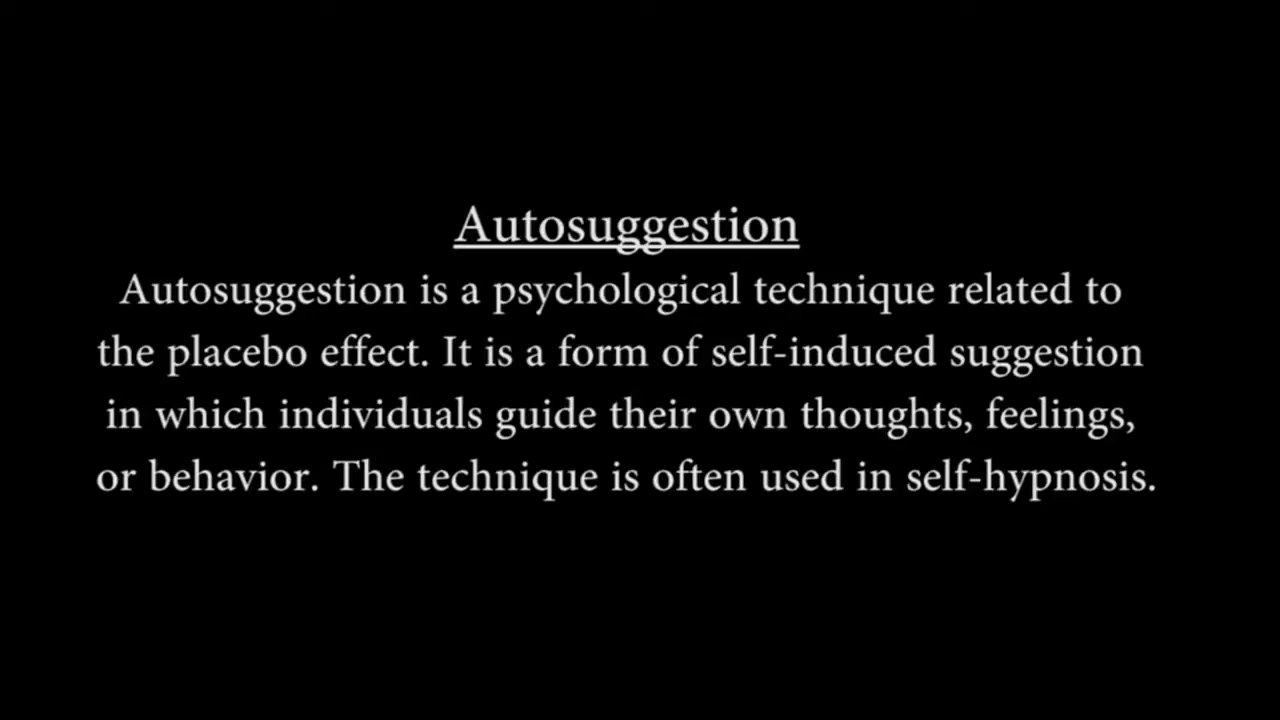 Autosuggestion
Autosuggestion is a psychological technique related to
the placebo effect. It is a form of self-induced suggestion
in which individuals guide their own thoughts, feelings,
or behavior. The technique is often used in self-hypnosis.